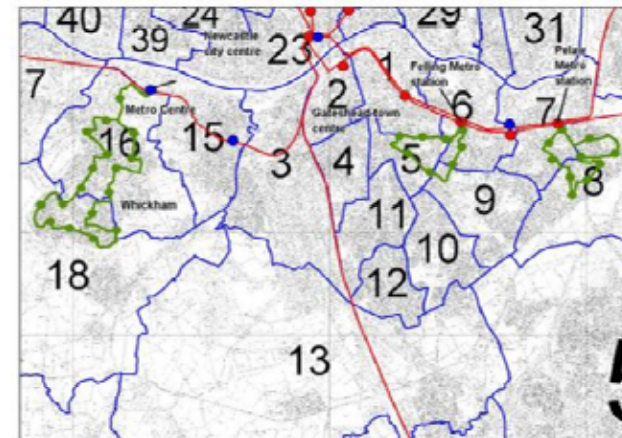 40
24
39
Newcastle
city centre
23
29
31
7
Metro Centre
2
1
Felling Metro
station
Pelaw
Metro
station
16
15
3
Gateshead town
centre
4
6
7
5
8
Whickham
11
9
10
18
12
13